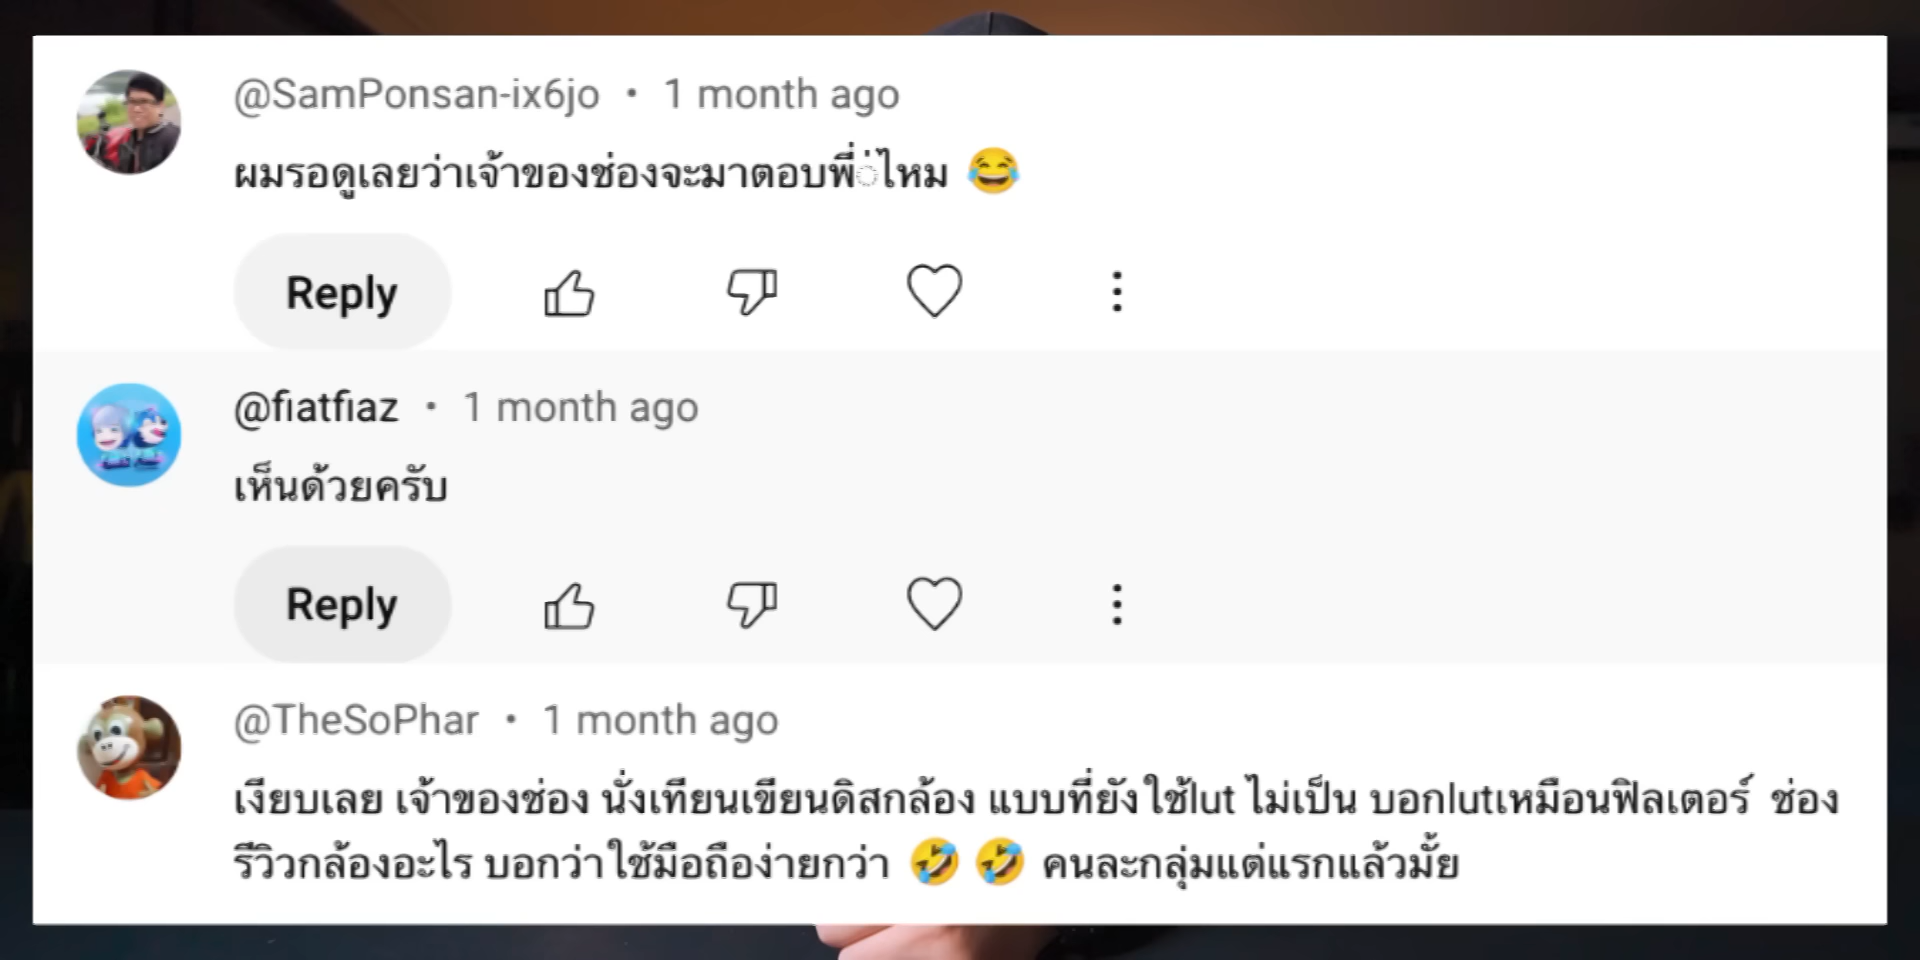 @SamPonsan-ix6jo • 1 month ago
ผมรอดูเลยว่าเจ้าของช่องจะมาตอบพี่่ไหม 😂
Reply
@fiatfiaz • 1 month ago
เห็นด้วยครับ
Reply
@TheSoPhar • 1 month ago
เงียบเลย เจ้าของช่อง นั่งเทียนเขียนดิสกล้อง แบบที่ยังใช้lut ไม่เป็น บอกlutเหมือนฟิลเตอร์ ช่อง
รีวิวกล้องอะไร บอกว่าใช้มือถือง่ายกว่า 🤣 🤣 คนละกลุ่มแต่แรกแล้วมั้ย